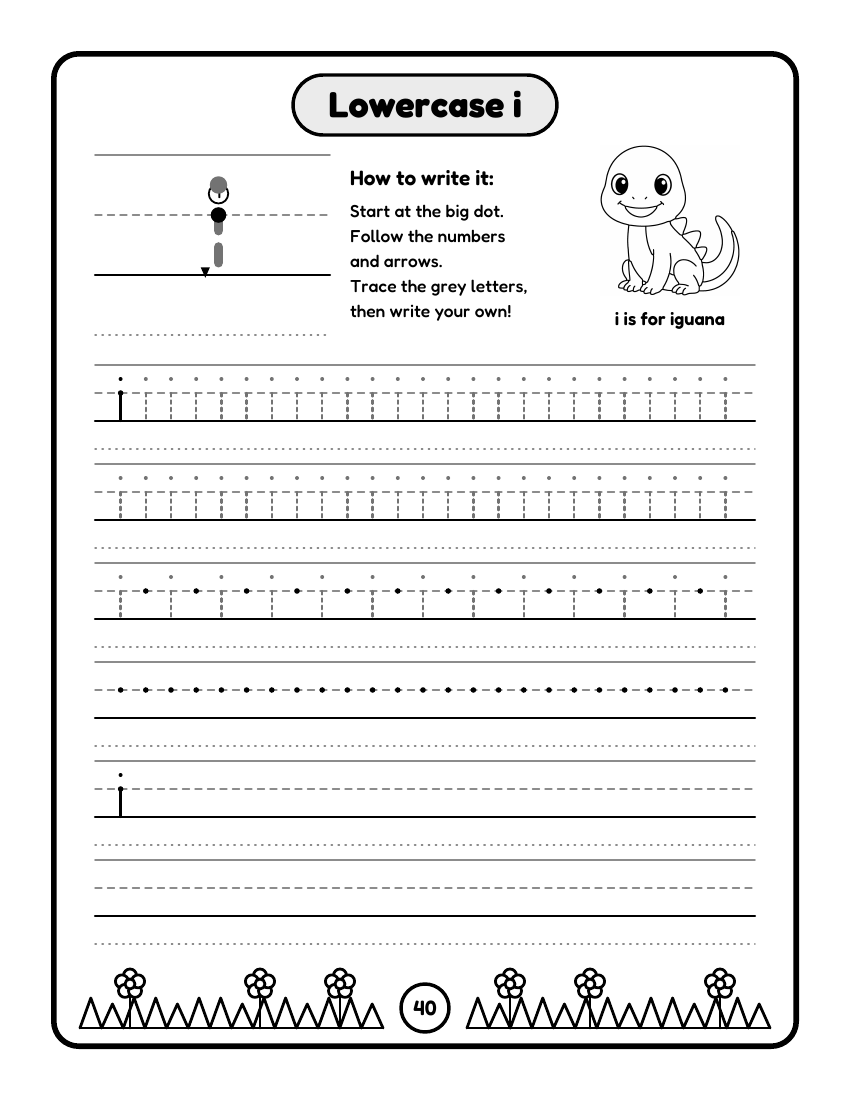 Lowercase i
How to write it:
Start at the big dot.
Follow the numbers
and arrows.
Trace the grey letters,
then write your own!
i is for iguana
i i i i i i i i i i i i i i i i i i i i i i i i i
i i i i i i i i i i i i i i i i i i i i i i i i i
i i i i i i i i i i i i i
i
40